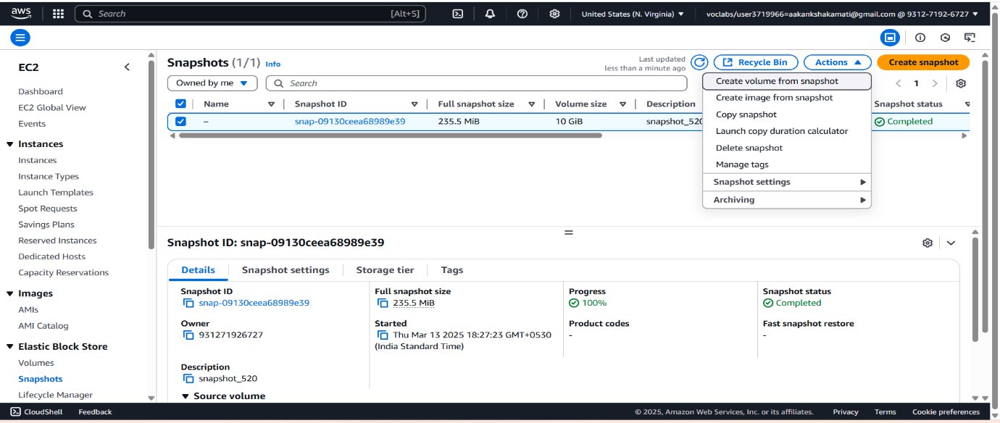 aws
Search [Alt+S]
United States (N. Virginia)
voclabs/user3719966=aakankshakamati@gmail.com @ 9312-7192-6727
EC2
Dashboard
EC2 Global View
Events
Instances
Instances
Instance Types
Launch Templates
Spot Requests
Savings Plans
Reserved Instances
Dedicated Hosts
Capacity Reservations
Images
AMIs
AMI Catalog
Elastic Block Store
Volumes
Snapshots
Lifecycle Manager
Snapshots (1/1) Info
Last updated
less than a minute ago
Recycle Bin
Actions
Create snapshot
Owned by me
Search
1
Name Snapshot ID Full snapshot size Volume size Description Snapshot status
– snap-09130ceea68989e39 235.5 MiB 10 GiB snapshot_520 Completed
Create volume from snapshot
Create image from snapshot
Copy snapshot
Launch copy duration calculator
Delete snapshot
Manage tags
Snapshot settings
Archiving
Snapshot ID: snap-09130ceea68989e39
Details Snapshot settings Storage tier Tags
Snapshot ID
snap-09130ceea68989e39
Full snapshot size
235.5 MiB
Progress
100%
Snapshot status
Completed
Owner
931271926727
Started
Thu Mar 13 2025 18:27:23 GMT+0530
(India Standard Time)
Product codes
-
Fast snapshot restore
-
Description
snapshot_520
Source volume
CloudShell Feedback
© 2025, Amazon Web Services, Inc. or its affiliates. Privacy Terms Cookie preferences